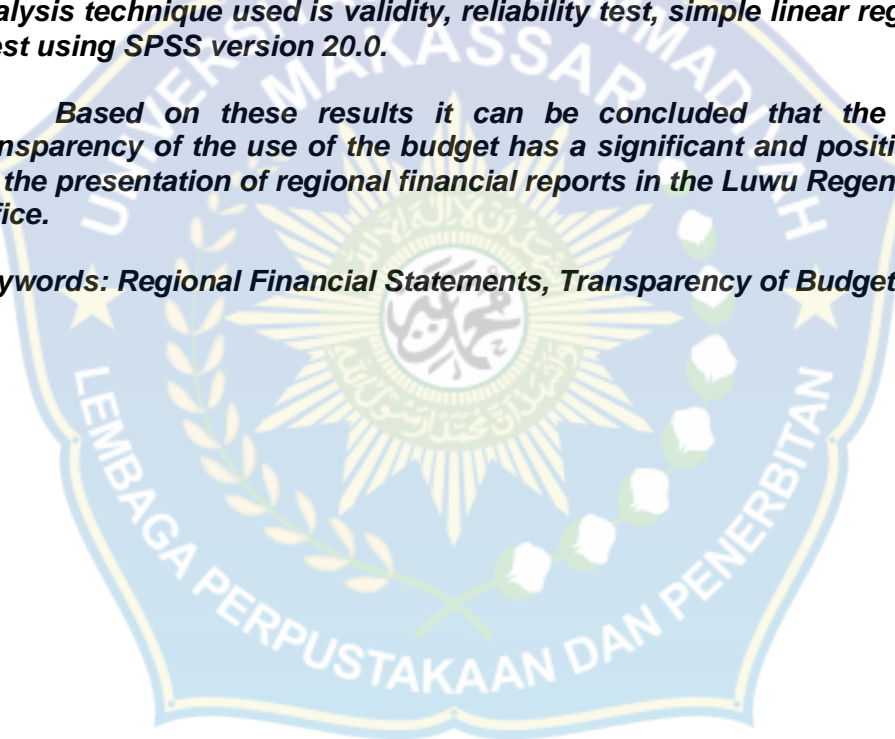 alysis technique used is validity, reliability test, simple linear reg
est using SPSS version 20.0.
Based on these results it can be concluded that the
nsparency of the use of the budget has a significant and positi
the presentation of regional financial reports in the Luwu Regen
fice.
ywords: Regional Financial Statements, Transparency of Budget
MAKASSAR
LEMBAGA PERPUSTAKAAN DAN PENERBITAN